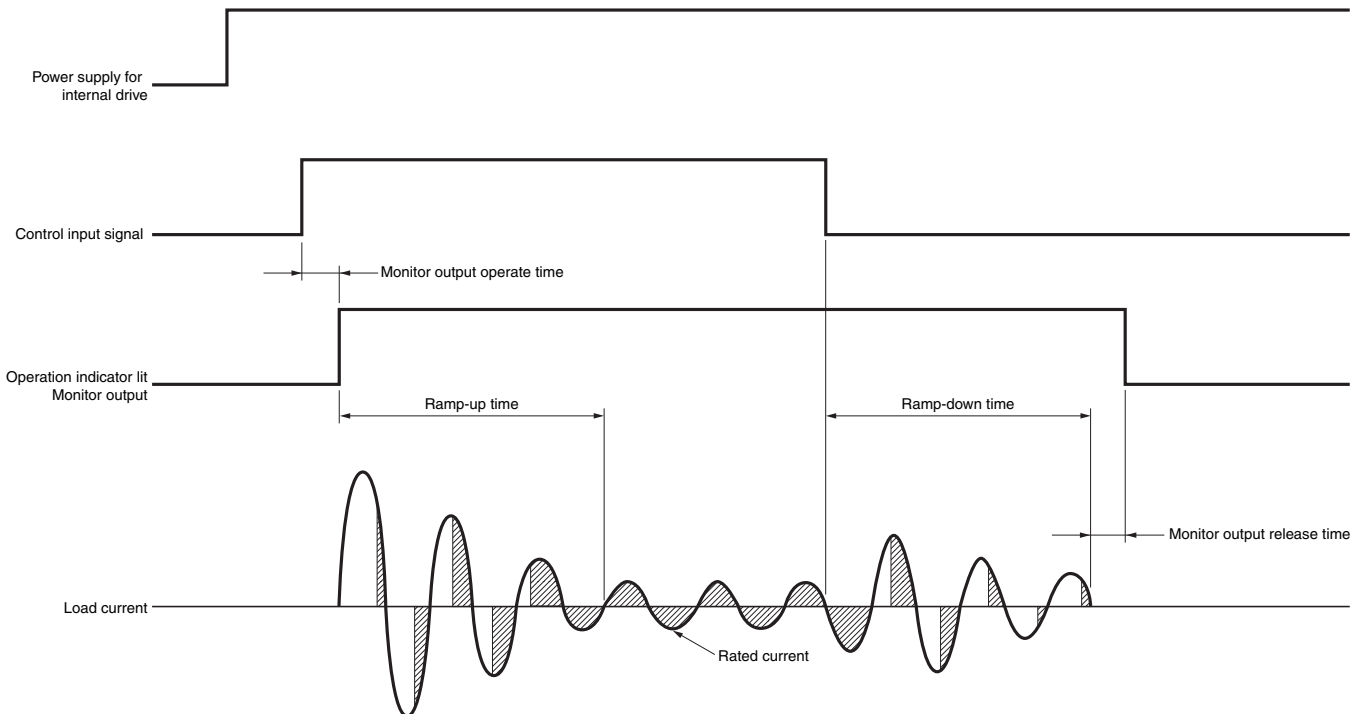 Power supply for
internal drive
Control input signal
Monitor output operate time
Operation indicator lit
Monitor output
Ramp-up time
Ramp-down time
Monitor output release time
Load current
Rated current